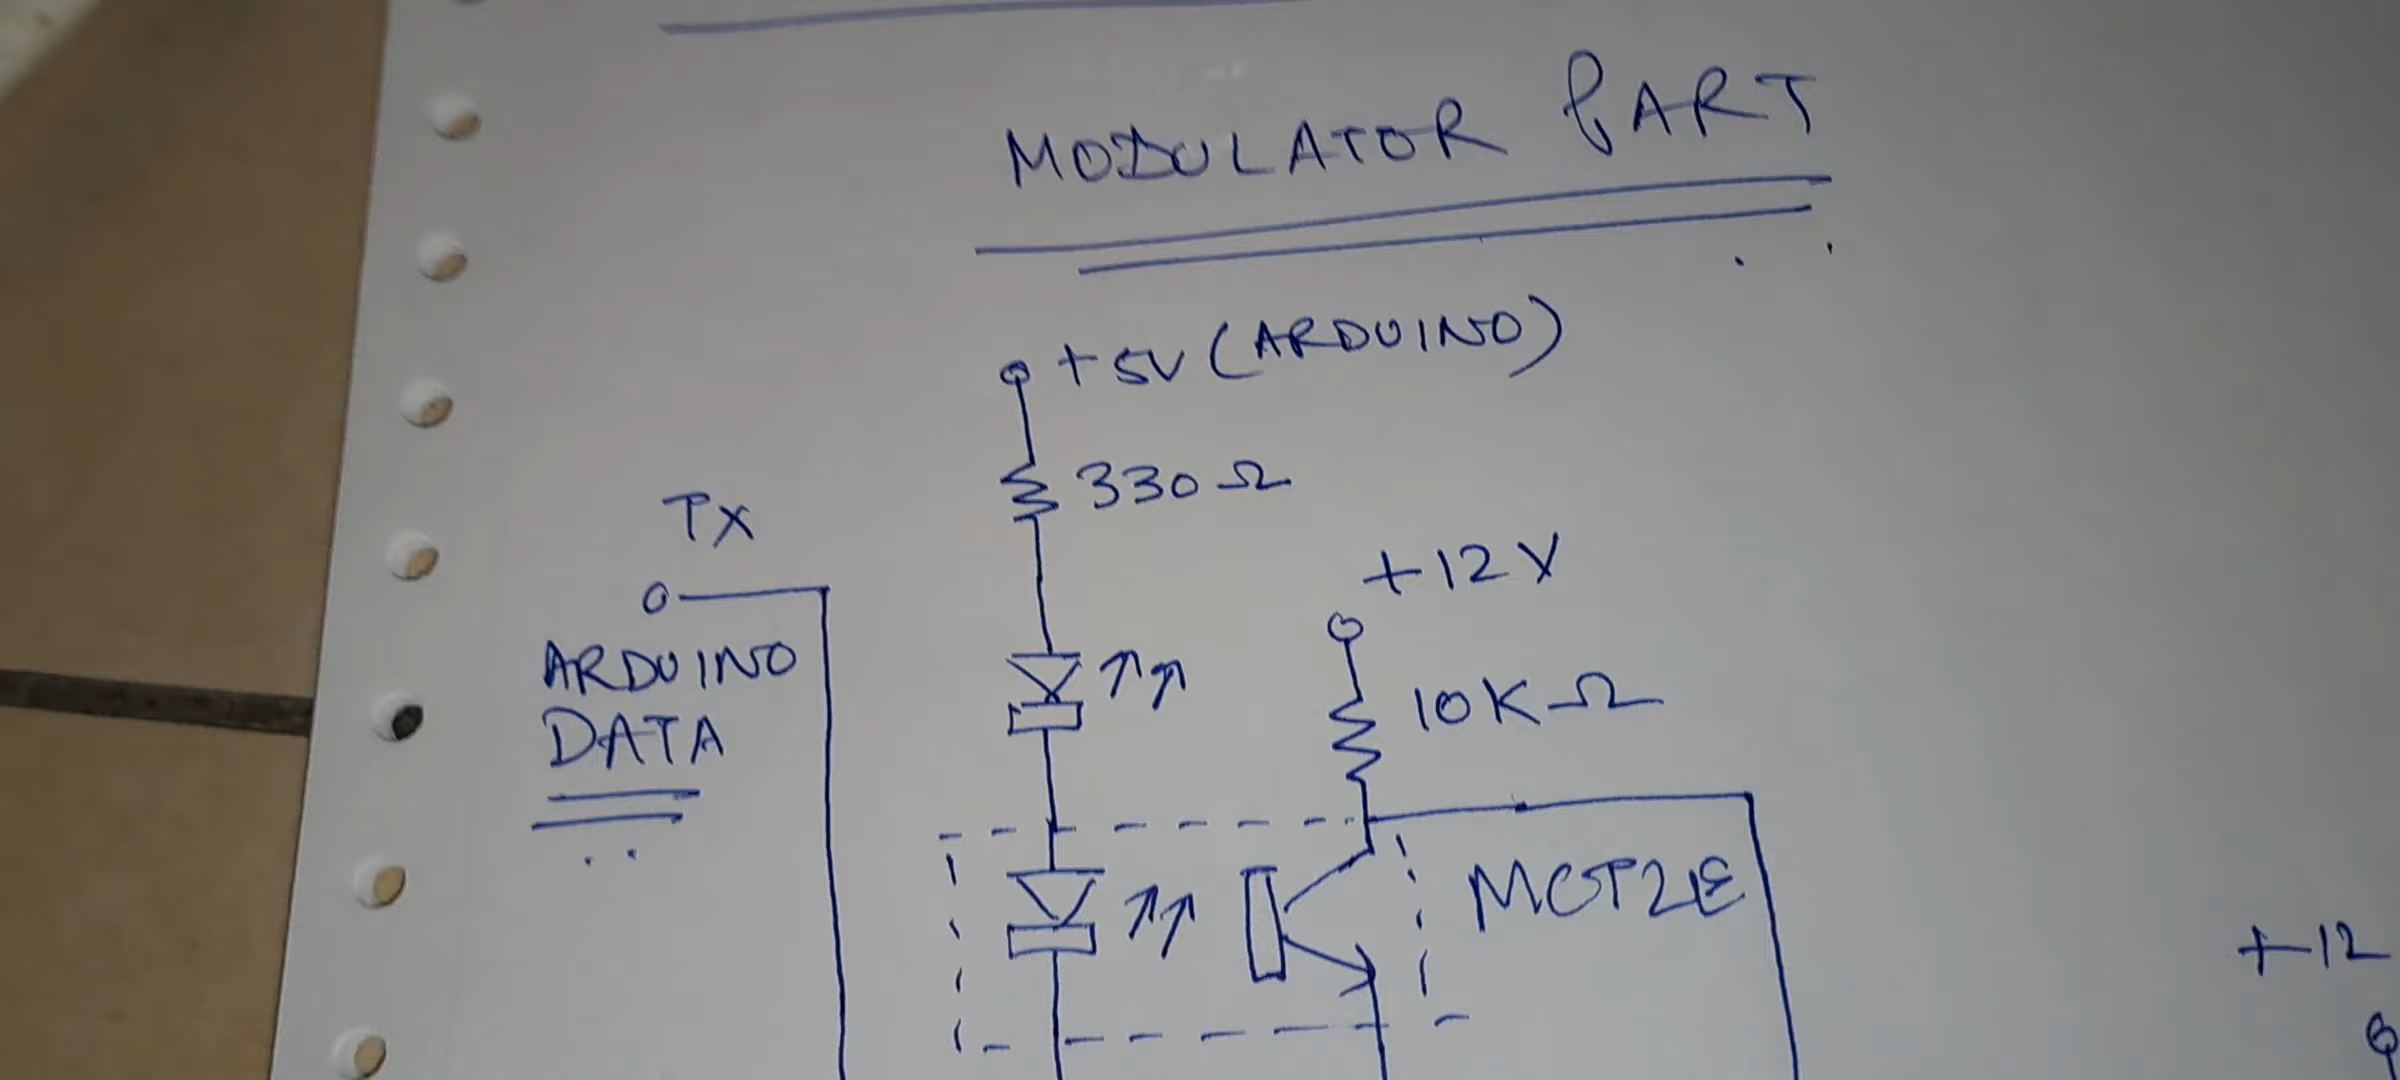 MODULATOR PART
+5V (ARDUINO)
330Ω
TX
ARDUINO
DATA
+12V
10KΩ
MCT2E
+12